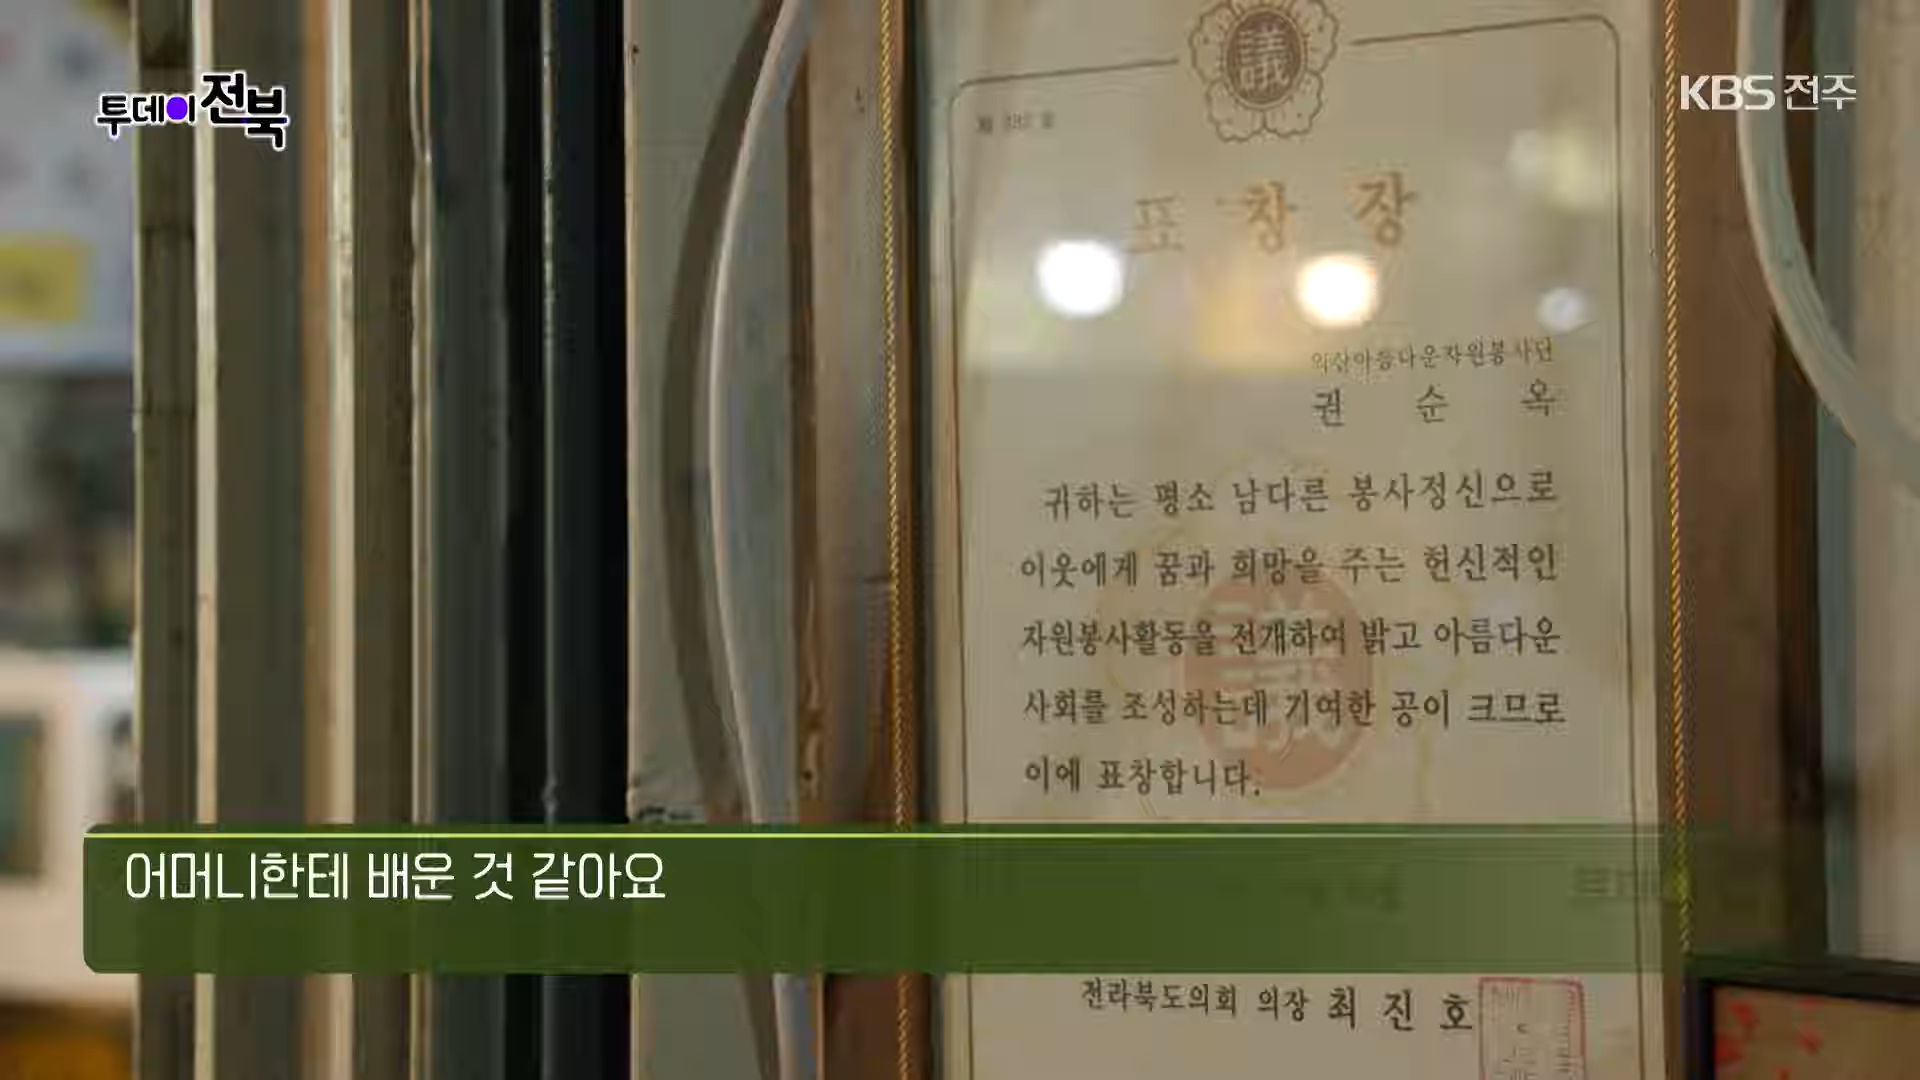 투데이 전북
KBS 전주
議
표 창 장
익산아름다운자원봉사단
권 순 옥
귀하는 평소 남다른 봉사정신으로
이웃에게 꿈과 희망을 주는 헌신적인
자원봉사활동을 전개하여 밝고 아름다운
사회를 조성하는데 기여한 공이 크므로
이에 표창합니다.
議
어머니한테 배운 것 같아요
전라북도의회 의장 최 진 호